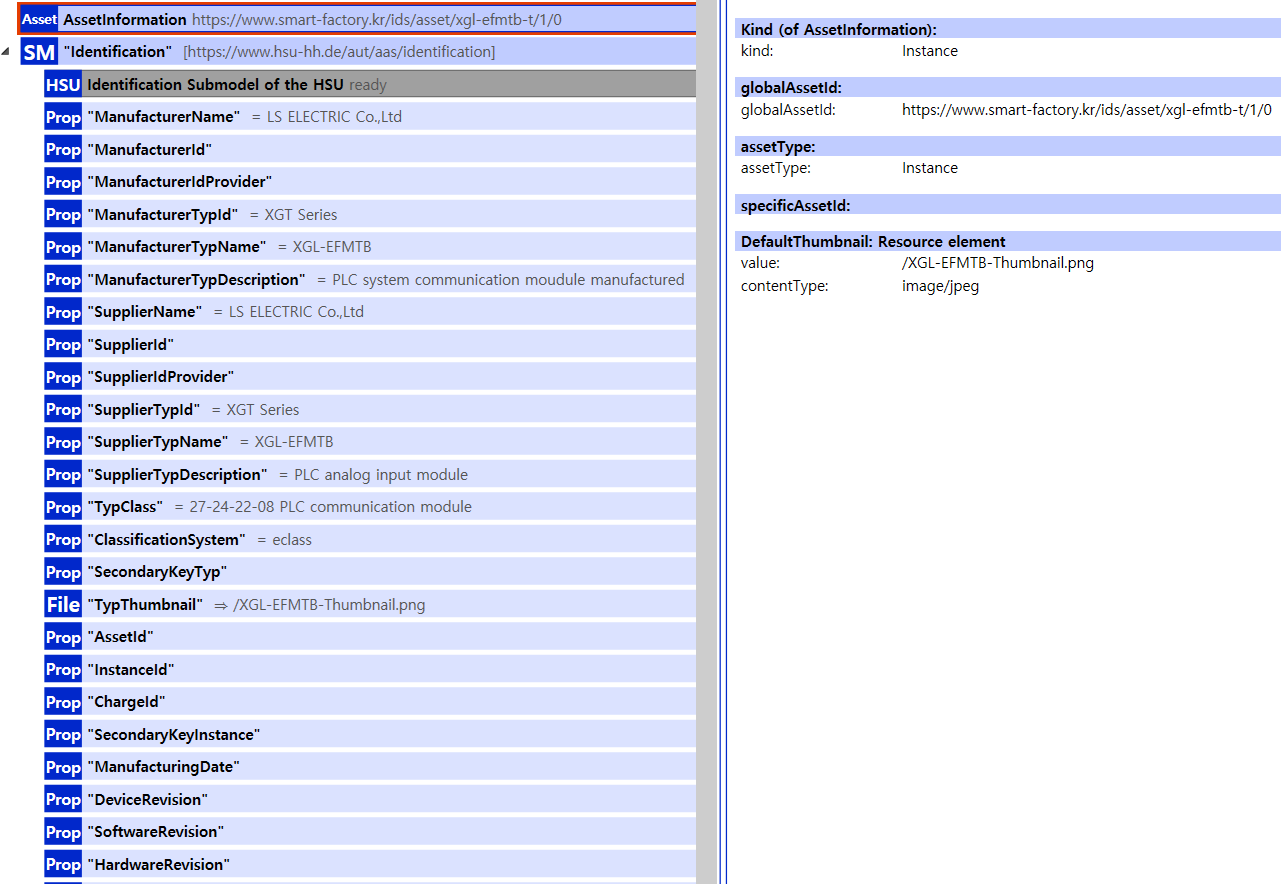 Asset AssetInformation https://www.smart-factory.kr/ids/asset/xgl-efmtb-t/1/0
SM "Identification" [https://www.hsu-hh.de/aut/aas/identification]
HSU Identification Submodel of the HSU ready
Prop "ManufacturerName" = LS ELECTRIC Co.,Ltd
Prop "ManufacturerId"
Prop "ManufacturerIdProvider"
Prop "ManufacturerTypId" = XGT Series
Prop "ManufacturerTypName" = XGL-EFMTB
Prop "ManufacturerTypDescription" = PLC system communication moudule manufactured
Prop "SupplierName" = LS ELECTRIC Co.,Ltd
Prop "SupplierId"
Prop "SupplierIdProvider"
Prop "SupplierTypId" = XGT Series
Prop "SupplierTypName" = XGL-EFMTB
Prop "SupplierTypDescription" = PLC analog input module
Prop "TypClass" = 27-24-22-08 PLC communication module
Prop "ClassificationSystem" = eclass
Prop "SecondaryKeyTyp"
File "TypThumbnail" ⇒ /XGL-EFMTB-Thumbnail.png
Prop "AssetId"
Prop "InstanceId"
Prop "ChargeId"
Prop "SecondaryKeyInstance"
Prop "ManufacturingDate"
Prop "DeviceRevision"
Prop "SoftwareRevision"
Prop "HardwareRevision"
Kind (of AssetInformation):
kind: Instance
globalAssetId:
globalAssetId: https://www.smart-factory.kr/ids/asset/xgl-efmtb-t/1/0
assetType:
assetType: Instance
specificAssetId:
DefaultThumbnail: Resource element
value: /XGL-EFMTB-Thumbnail.png
contentType: image/jpeg